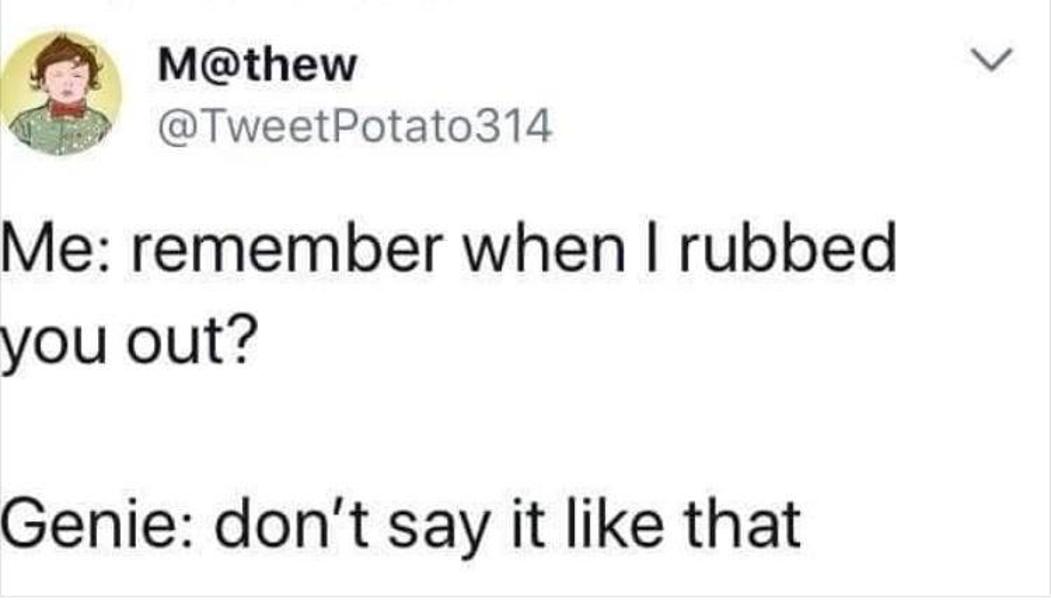 M@thew
@TweetPotato314
Me: remember when I rubbed
you out?
Genie: don't say it like that